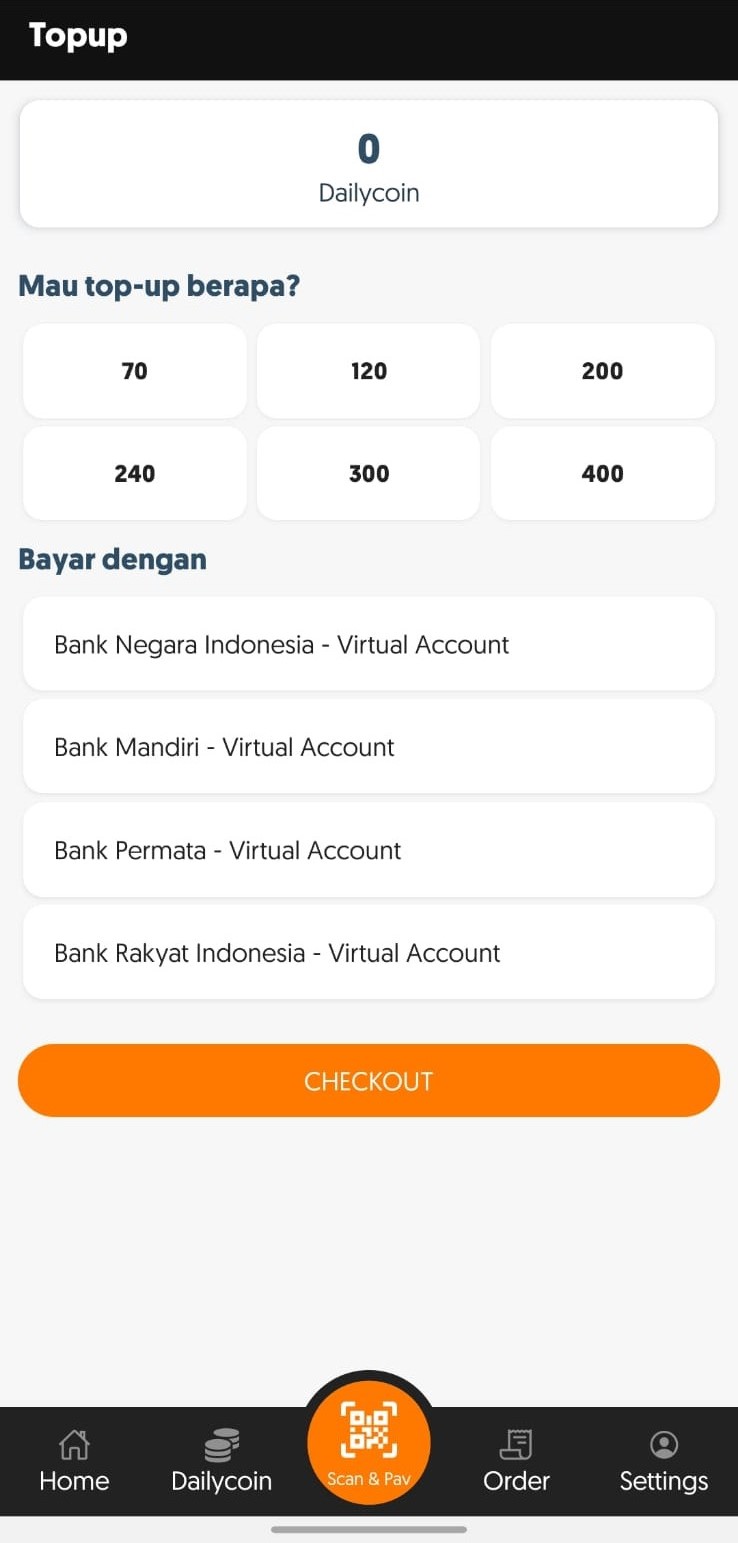 Topup
0
Dailycoin
Mau top-up berapa?
70 120 200
240 300 400
Bayar dengan
Bank Negara Indonesia - Virtual Account
Bank Mandiri - Virtual Account
Bank Permata - Virtual Account
Bank Rakyat Indonesia - Virtual Account
CHECKOUT
Home Dailycoin Scan & Pay Order Settings